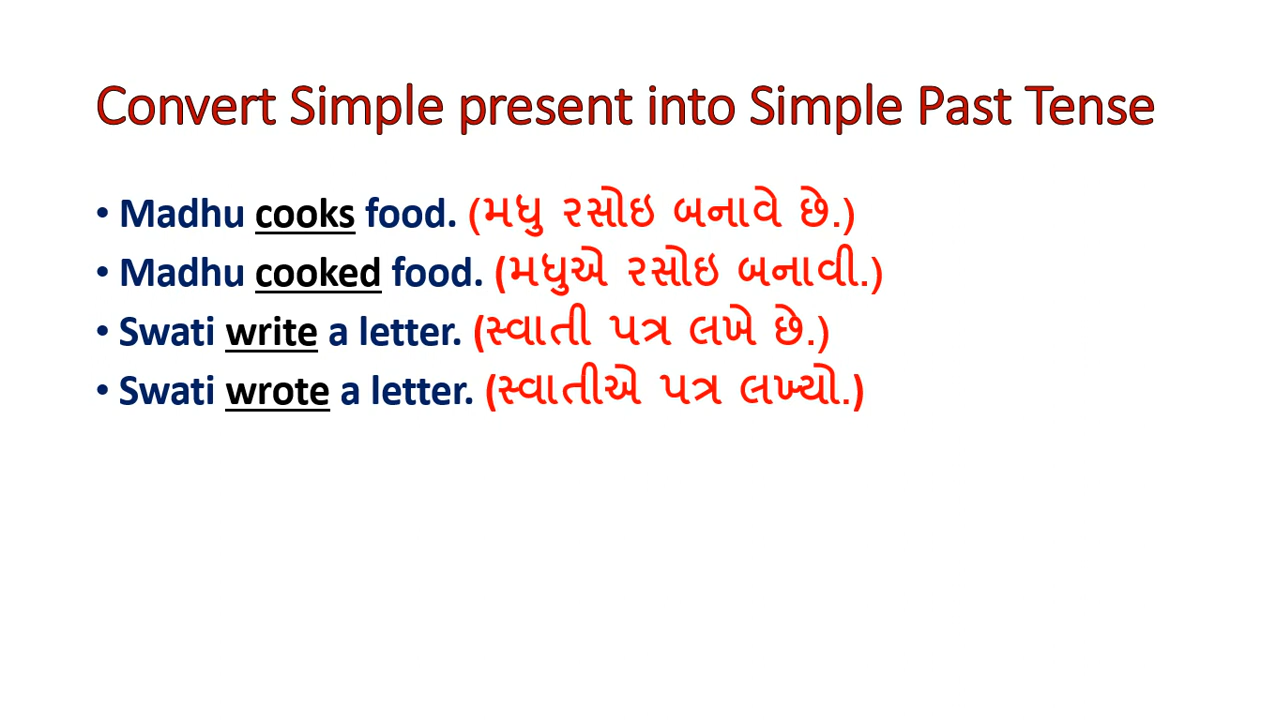 Convert Simple present into Simple Past Tense
• Madhu cooks food. (મધુ રસોઇ બનાવે છે.)
• Madhu cooked food. (મધુએ રસોઇ બનાવી.)
• Swati write a letter. (સ્વાતી પત્ર લખે છે.)
• Swati wrote a letter. (સ્વાતીએ પત્ર લખ્યો.)